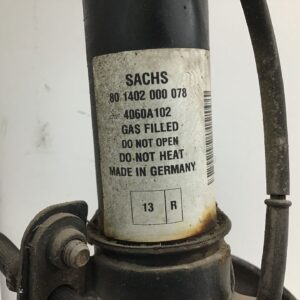 SACHS
80 1402 000 078
4060A102
GAS FILLED
DO NOT OPEN
DO-NOT HEAT
MADE IN GERMANY
13 R